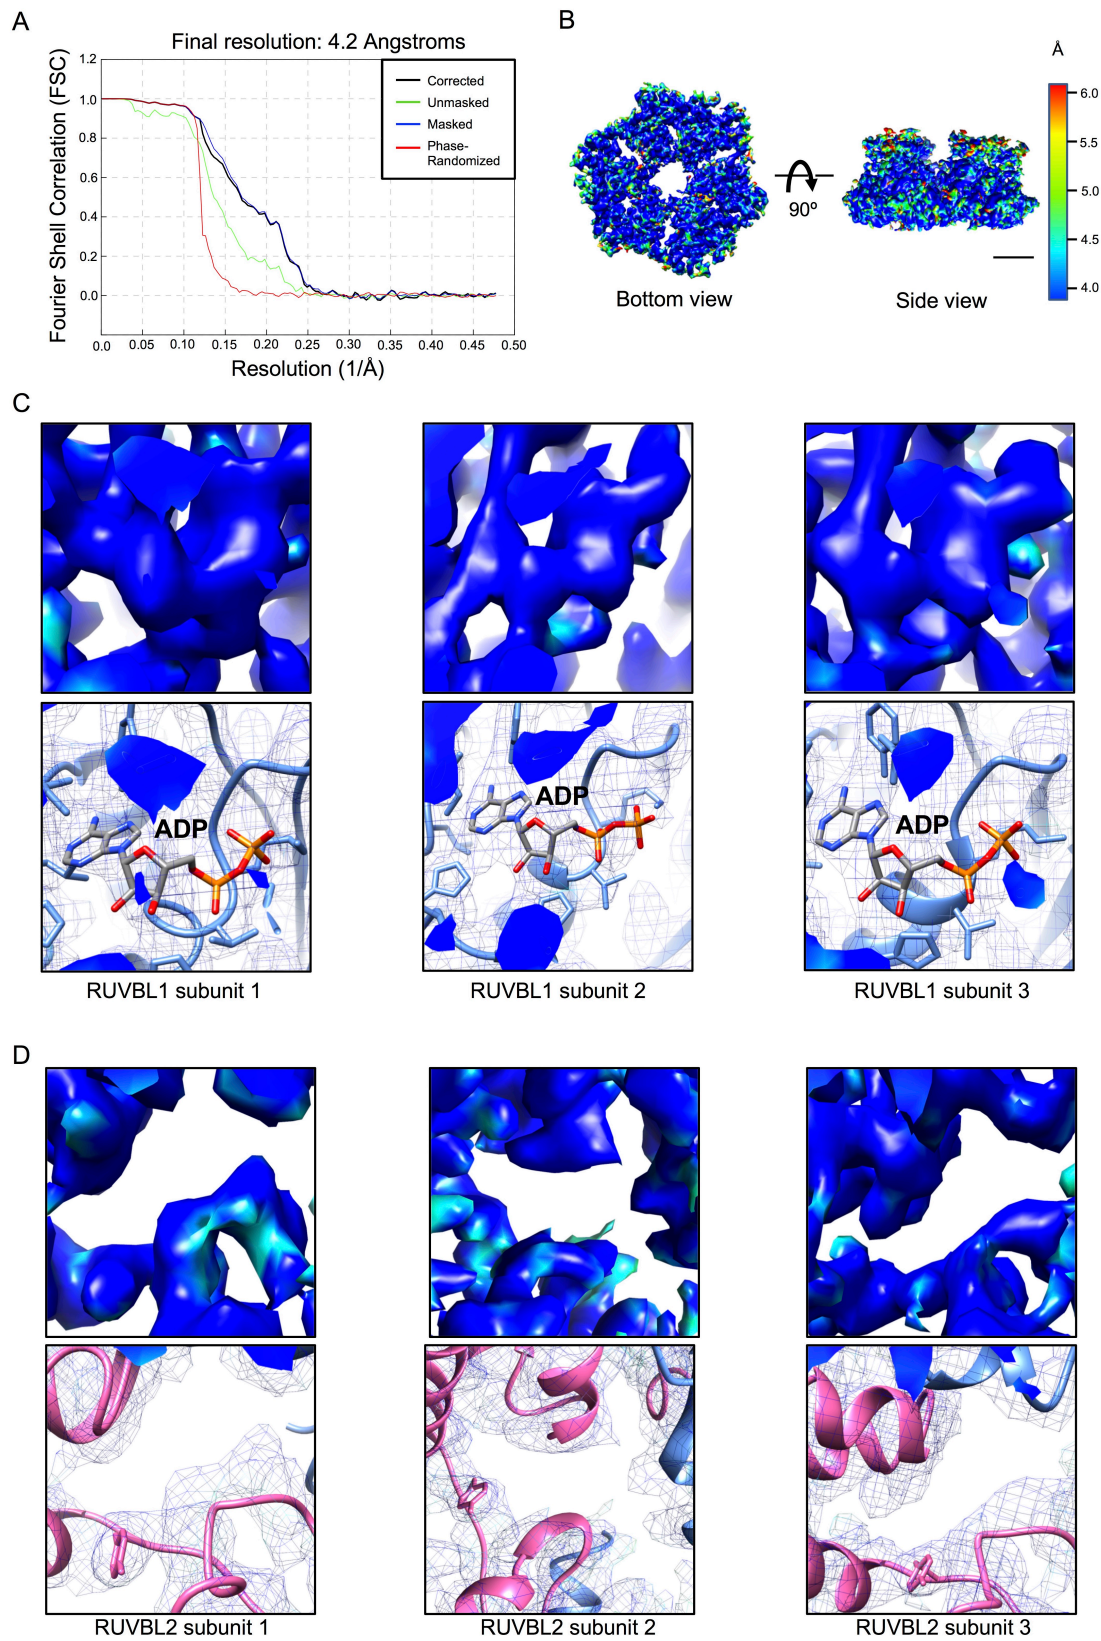 A
Final resolution: 4.2 Angstroms
Fourier Shell Correlation (FSC)
1.2
1.0
0.8
0.6
0.4
0.2
0.0
0.0 0.05 0.10 0.15 0.20 0.25 0.30 0.35 0.40 0.45 0.50
Resolution (1/Å)
Corrected
Unmasked
Masked
Phase-
Randomized
B
Bottom view
90º
Side view
Å
6.0
5.5
5.0
4.5
4.0
C
ADP
ADP
ADP
RUVBL1 subunit 1
RUVBL1 subunit 2
RUVBL1 subunit 3
D
RUVBL2 subunit 1
RUVBL2 subunit 2
RUVBL2 subunit 3